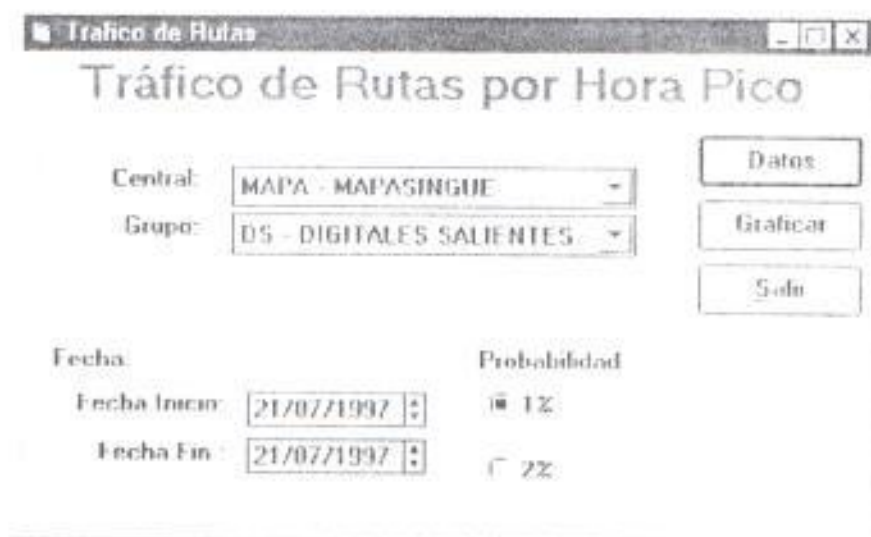 Trafico de Rutas
Tráfico de Rutas por Hora Pico
Central: MAPA - MAPASINGUE
Grupo: DS - DIGITALES SALIENTES
Datos
Graficar
Salir
Fecha:
Probabilidad
Fecha Inicio: 21/07/1997
1%
Fecha Fin : 21/07/1997
2%